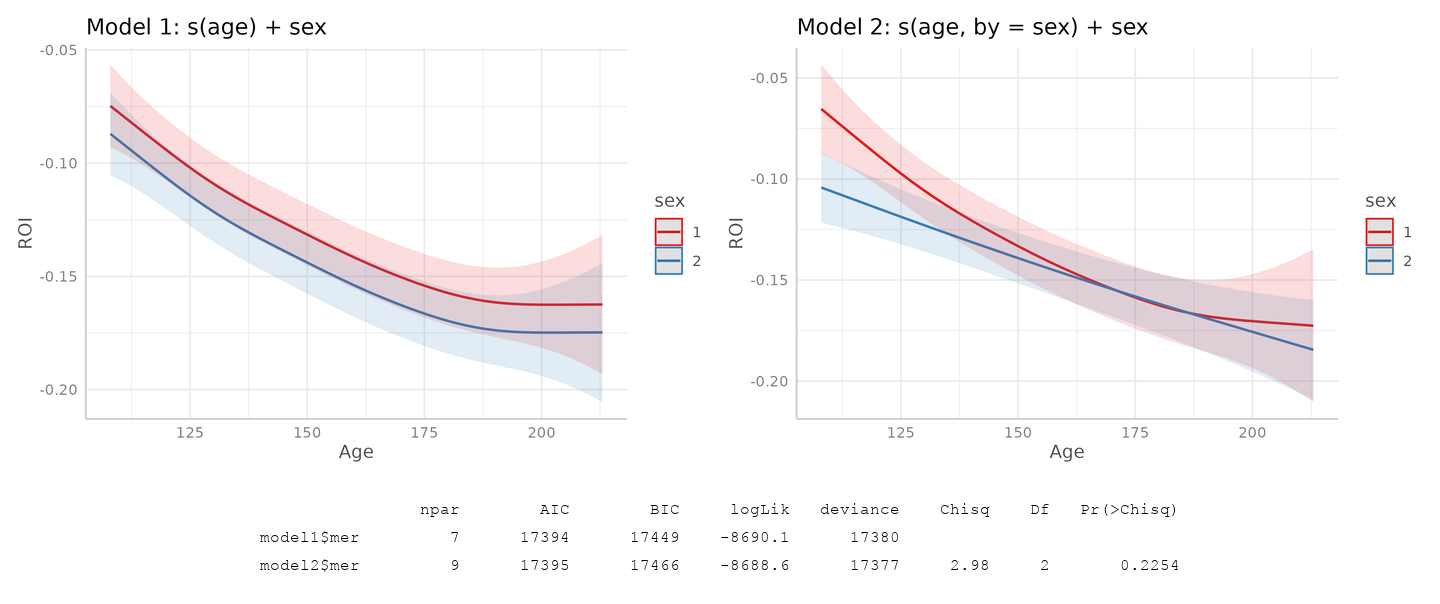 Model 1: s(age) + sex
-0.05
-0.10
-0.15
-0.20
ROI
125 150 175 200
Age
sex
1
2
Model 2: s(age, by = sex) + sex
-0.05
-0.10
-0.15
-0.20
ROI
125 150 175 200
Age
sex
1
2
npar AIC BIC logLik deviance Chisq Df Pr(>Chisq)
model1$mer 7 17394 17449 -8690.1 17380
model2$mer 9 17395 17466 -8688.6 17377 2.98 2 0.2254